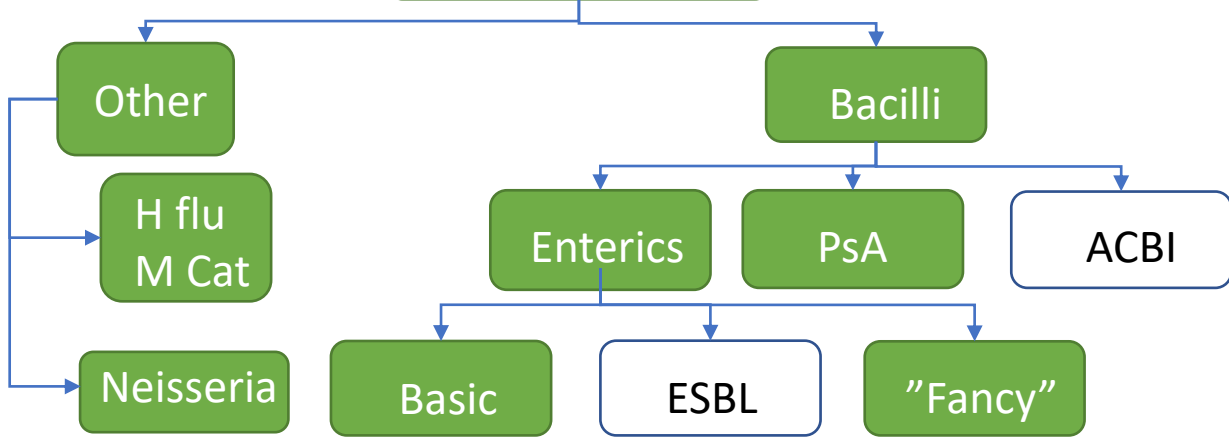 Other
Bacilli
H flu
M Cat
Enterics
PsA
ACBI
Neisseria
Basic
ESBL
”Fancy”